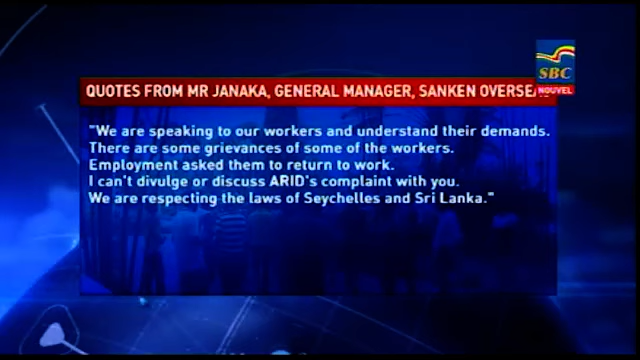 SBC
NOUVEL
QUOTES FROM MR JANAKA, GENERAL MANAGER, SANKEN
"We are speaking to our workers and understand their demands.
There are some grievances of some of the workers.
Employment asked them to return to work.
I can't divulge or discuss ARID's complaint with you.
We are respecting the laws of Seychelles and Sri Lanka."